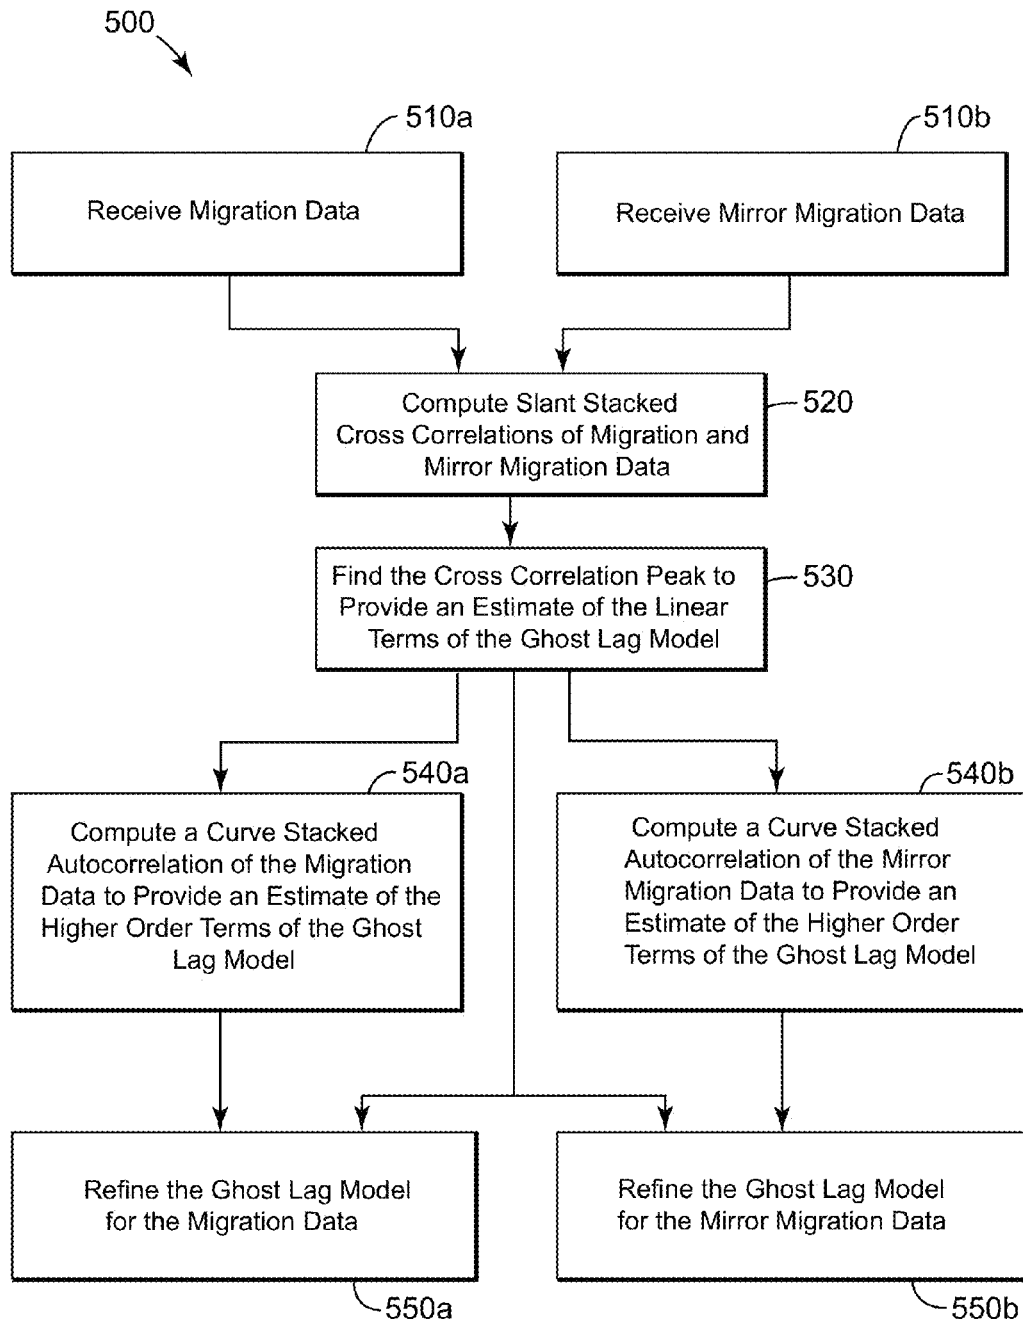 500
510a
510b
Receive Migration Data
Receive Mirror Migration Data
Compute Slant Stacked
Cross Correlations of Migration and
Mirror Migration Data
520
Find the Cross Correlation Peak to
Provide an Estimate of the Linear
Terms of the Ghost Lag Model
530
540a
540b
Compute a Curve Stacked
Autocorrelation of the Migration
Data to Provide an Estimate of the
Higher Order Terms of the Ghost
Lag Model
Compute a Curve Stacked
Autocorrelation of the Mirror
Migration Data to Provide an
Estimate of the Higher Order
Terms of the Ghost Lag Model
Refine the Ghost Lag Model
for the Migration Data
Refine the Ghost Lag Model
for the Mirror Migration Data
550a
550b